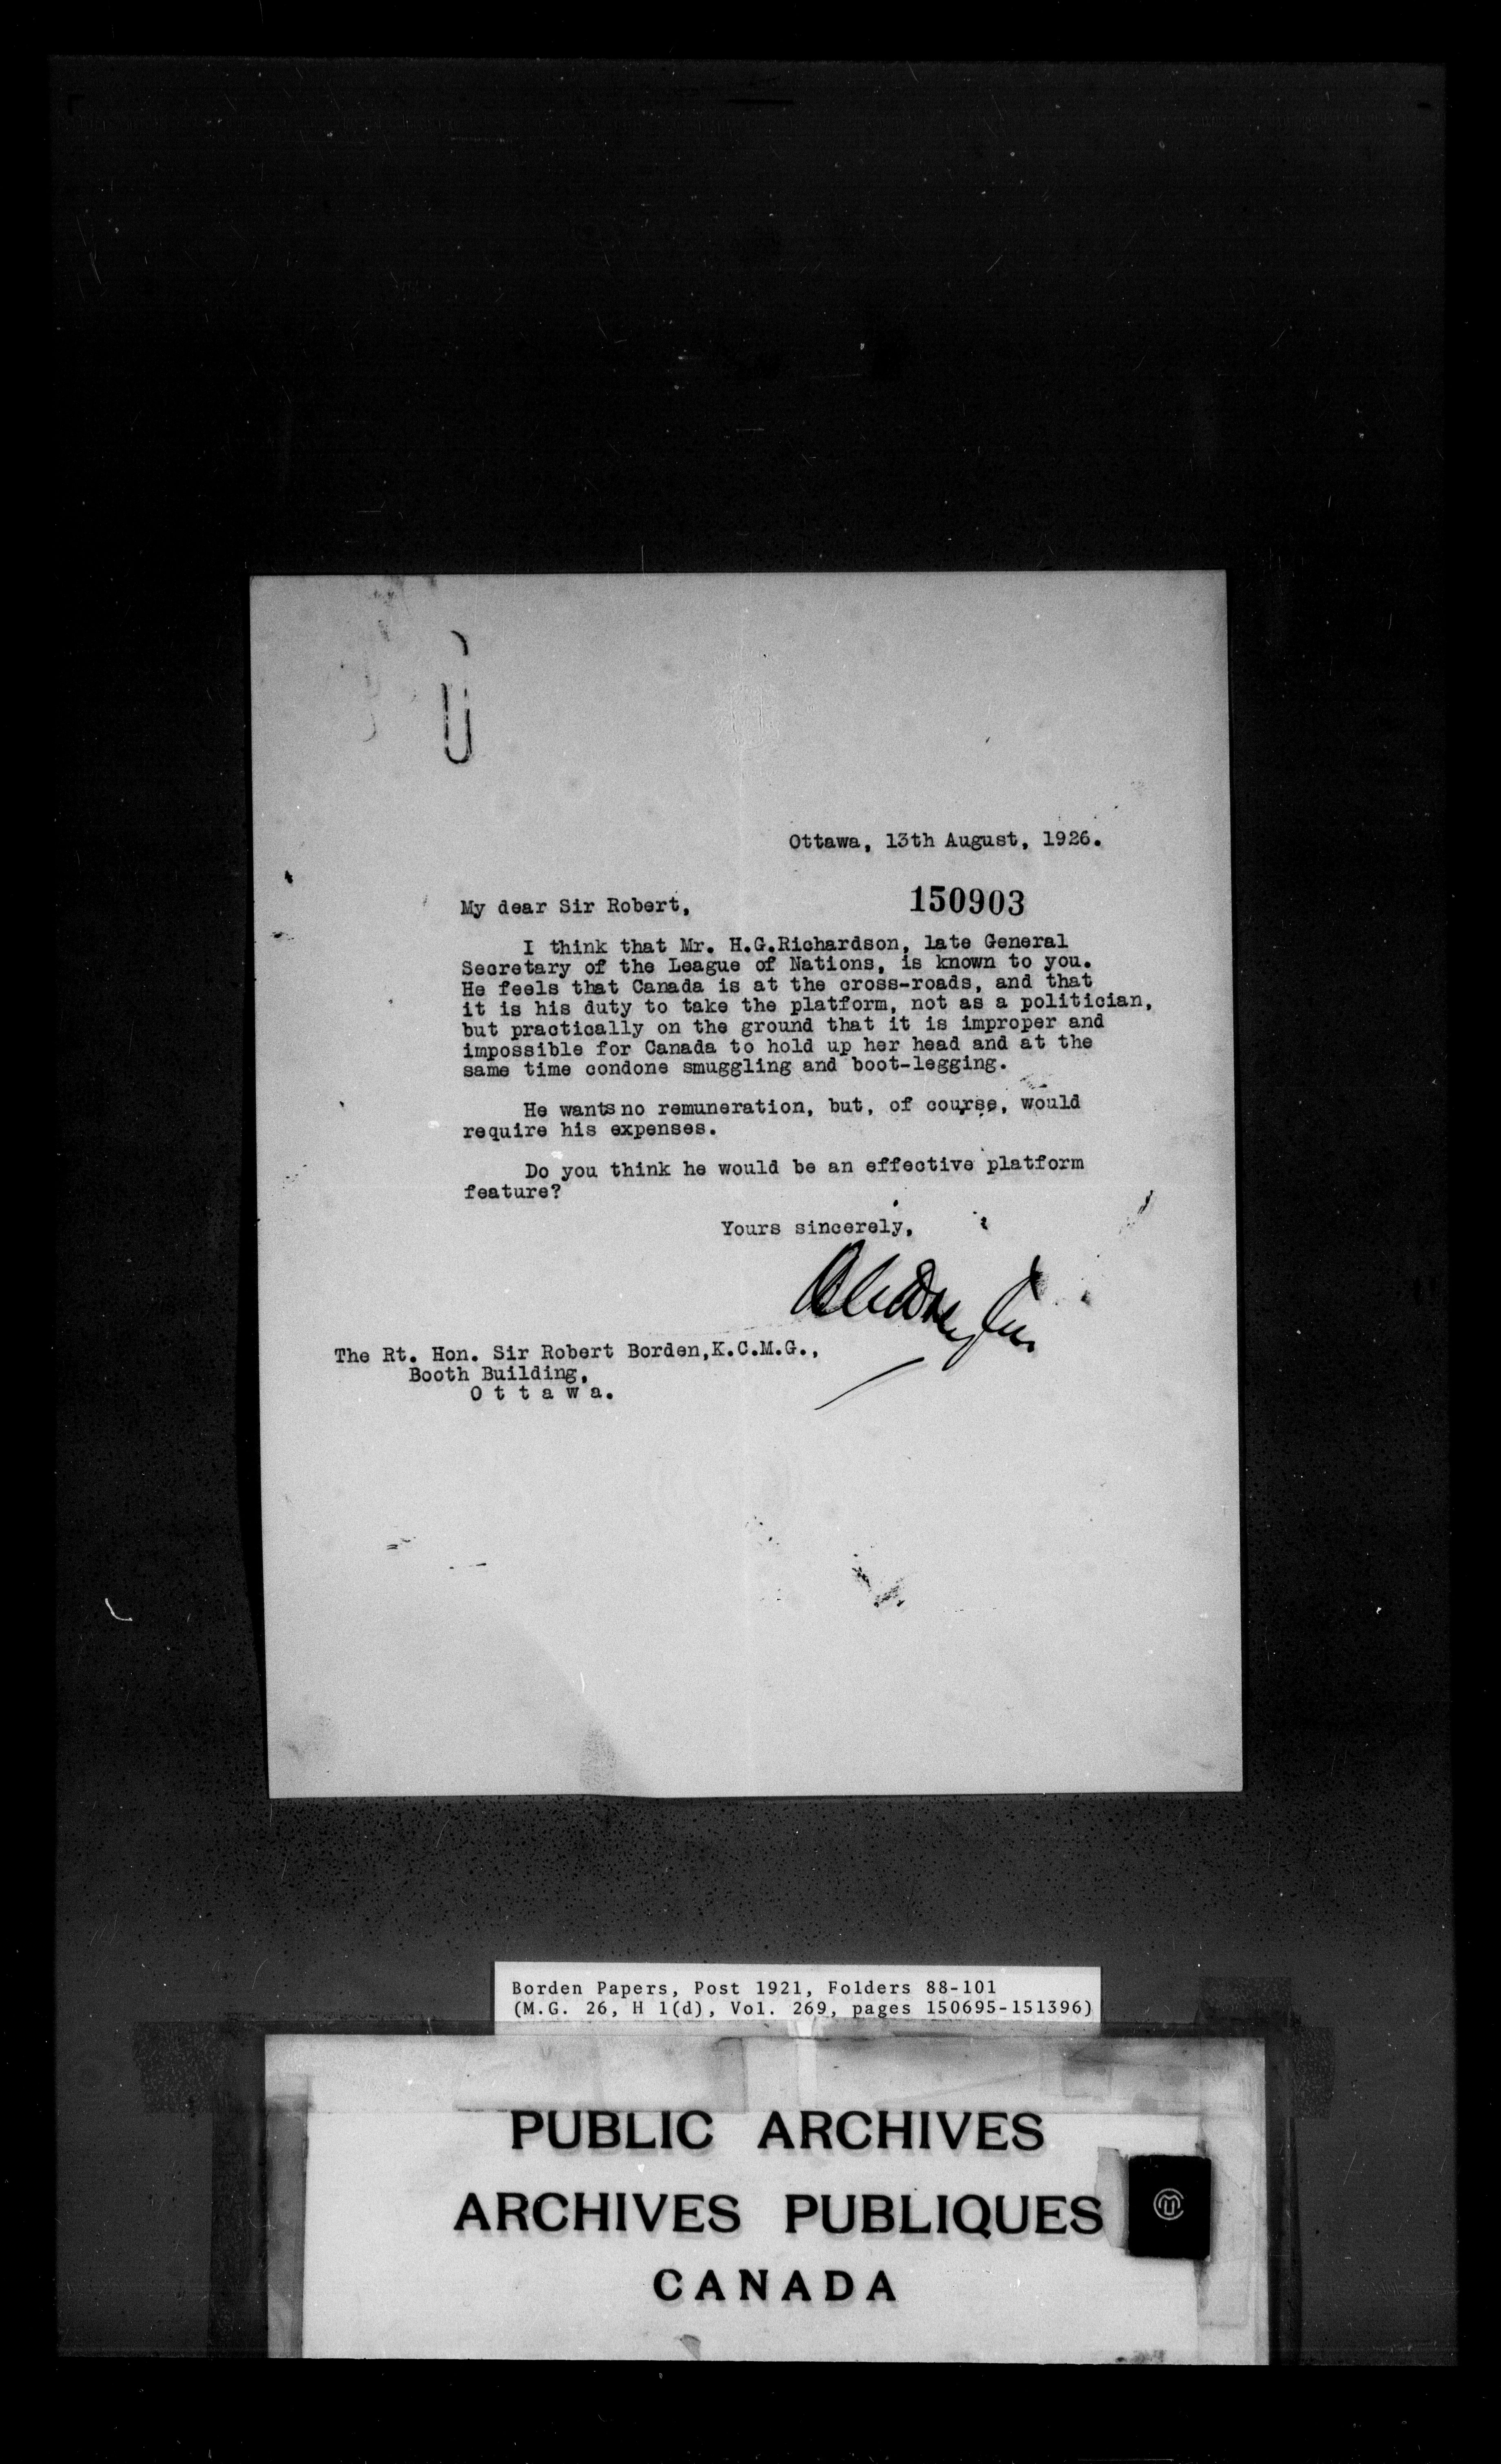 Ottawa, 13th August, 1926.
150903
My dear Sir Robert,
I think that Mr. H.G.Richardson, late General
Secretary of the League of Nations, is known to you.
He feels that Canada is at the cross-roads, and that
it is his duty to take the platform, not as a politician,
but practically on the ground that it is improper and
impossible for Canada to hold up her head and at the
same time condone smuggling and boot-legging.
He wants no remuneration, but, of course, would
require his expenses.
Do you think he would be an effective platform
feature?
Yours sincerely,
The Rt. Hon. Sir Robert Borden,K.C.M.G.,
Booth Building,
O t t a w a.
Borden Papers, Post 1921, Folders 88-101
(M.G. 26, H 1(d), Vol. 269, pages 150695-151396)
PUBLIC ARCHIVES
ARCHIVES PUBLIQUES
CANADA